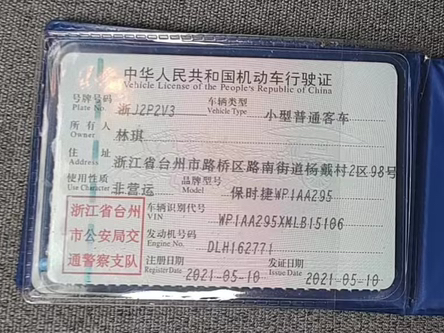 中华人民共和国机动车行驶证
Vehicle License of the People's Republic of China
号牌号码 浙J2P2V3 车辆类型 小型普通客车
Plate No. Vehicle Type
所有人 林琪
Owner
住址 浙江省台州市路桥区路南街道杨戴村2区98号
Address
使用性质 非营运 品牌型号 保时捷WP1AA295
Use Character Model
浙江省台州市公安局交通警察支队
车辆识别代号 WP1AA295XMLB15106
VIN
发动机号码 DLH162771
Engine No.
注册日期 2021-05-10 发证日期 2021-05-10
Register Date Issue Date